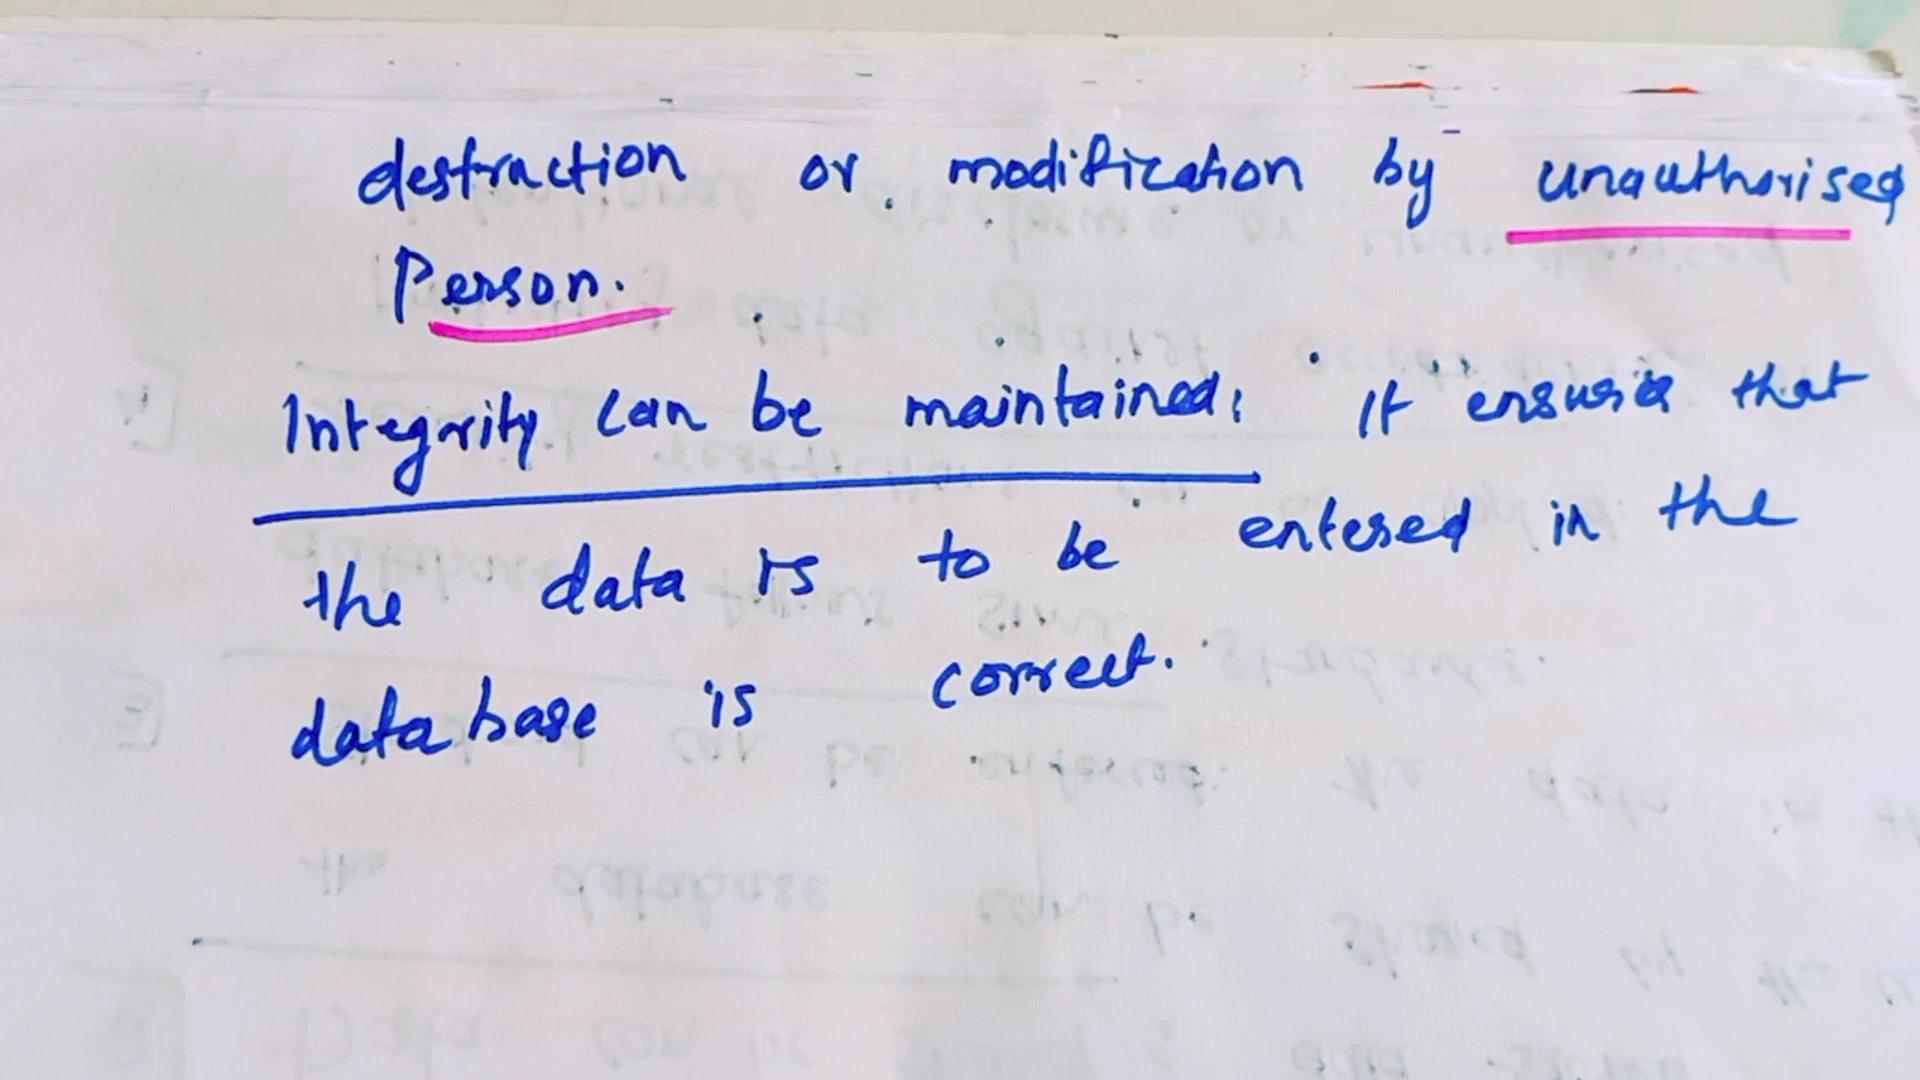 destraction or modification by unauthorised
Person.
Integrity can be maintained: it ensures that
the data is to be entered in the
database is correct.